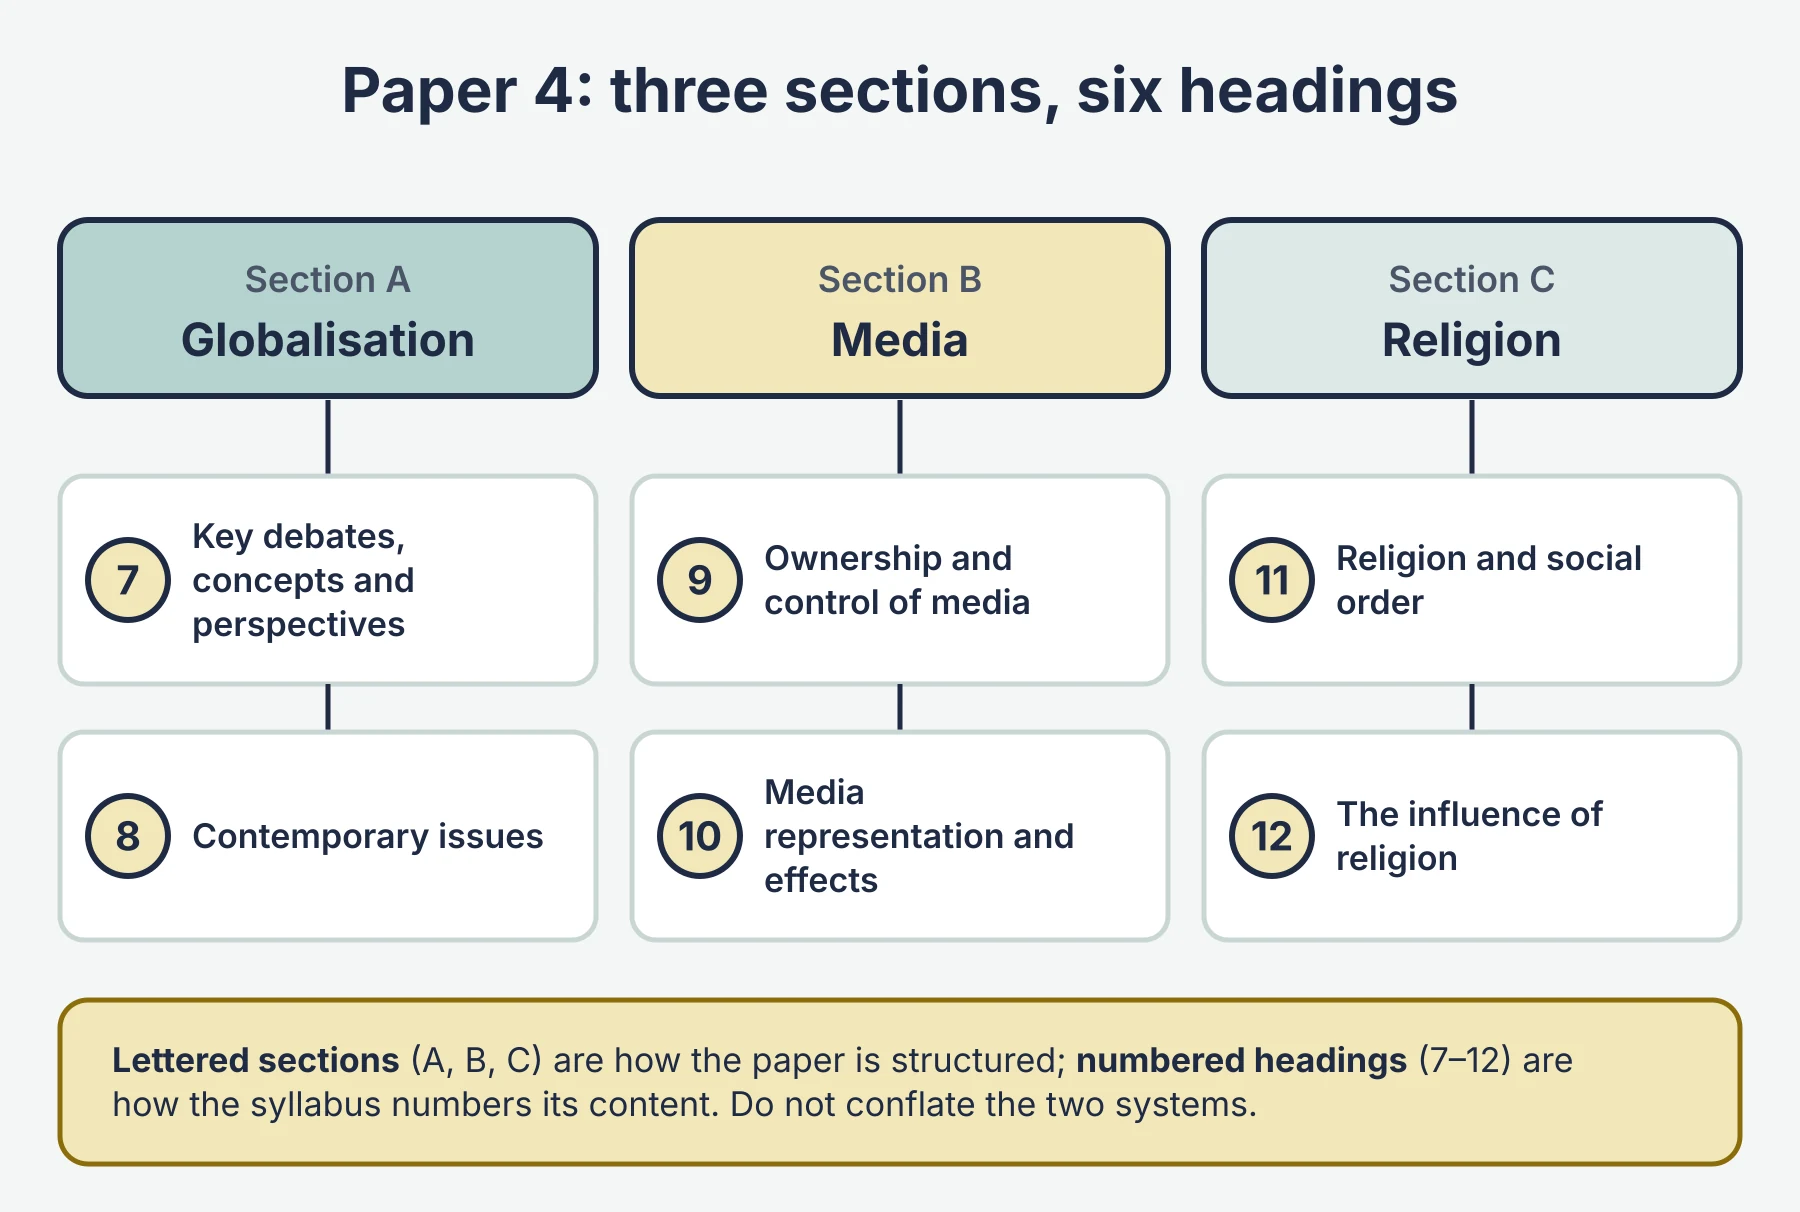 Paper 4: three sections, six headings
Section A
Globalisation
7
Key debates,
concepts and
perspectives
8
Contemporary issues
Section B
Media
9
Ownership and
control of media
10
Media
representation and
effects
Section C
Religion
11
Religion and social
order
12
The influence of
religion
Lettered sections (A, B, C) are how the paper is structured; numbered headings (7–12) are
how the syllabus numbers its content. Do not conflate the two systems.